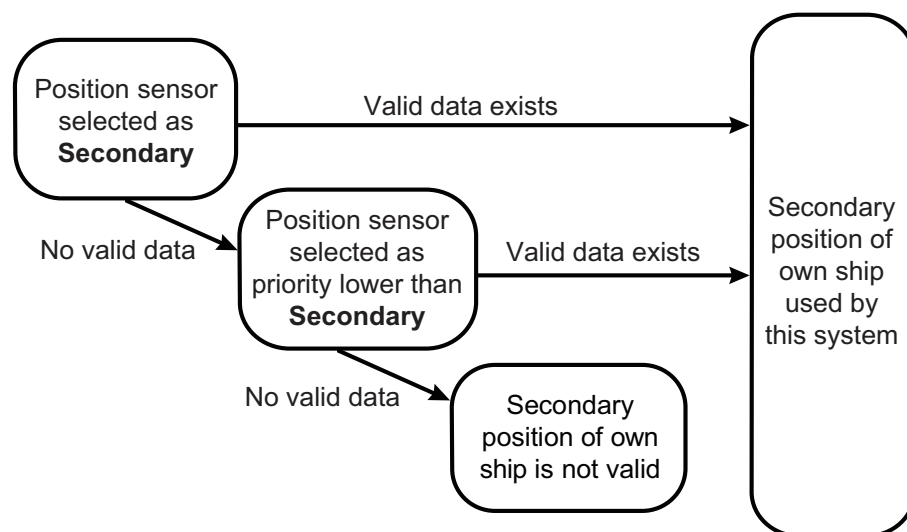 Position sensor
selected as
Secondary
Valid data exists
No valid data
Position sensor
selected as
priority lower than
Secondary
Valid data exists
No valid data
Secondary
position of own
ship is not valid
Secondary
position of
own ship
used by
this system